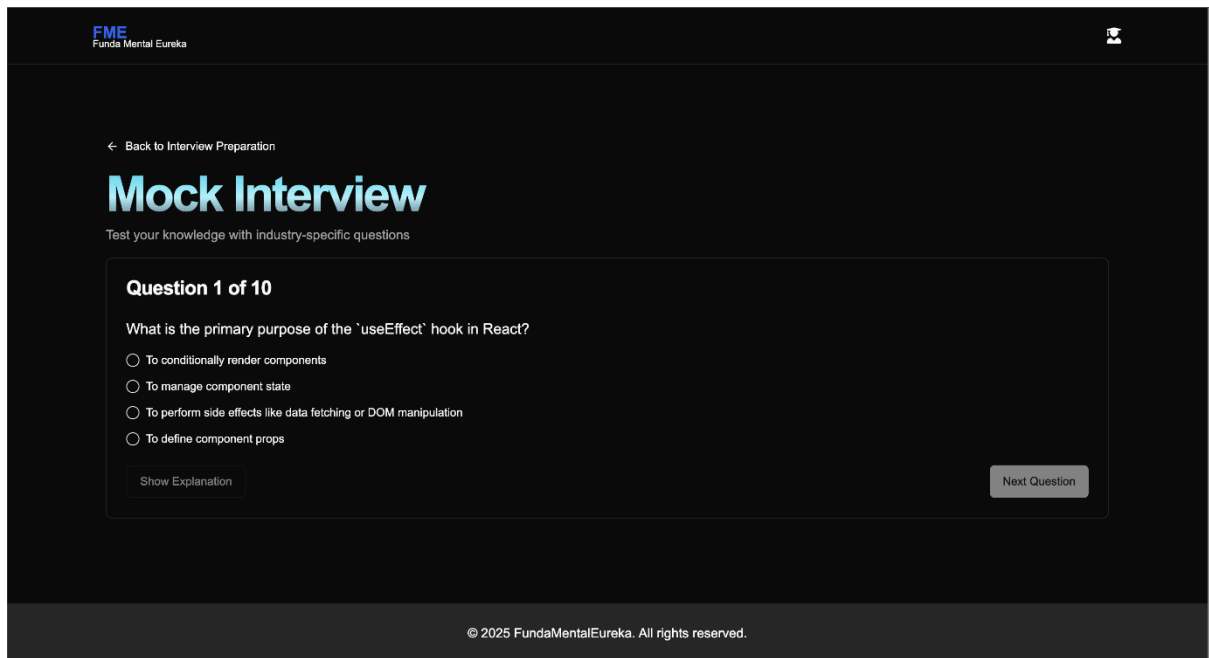 FME
Funda Mental Eureka
← Back to Interview Preparation
Mock Interview
Test your knowledge with industry-specific questions
Question 1 of 10
What is the primary purpose of the `useEffect` hook in React?
To conditionally render components
To manage component state
To perform side effects like data fetching or DOM manipulation
To define component props
Show Explanation
Next Question
© 2025 FundaMentalEureka. All rights reserved.